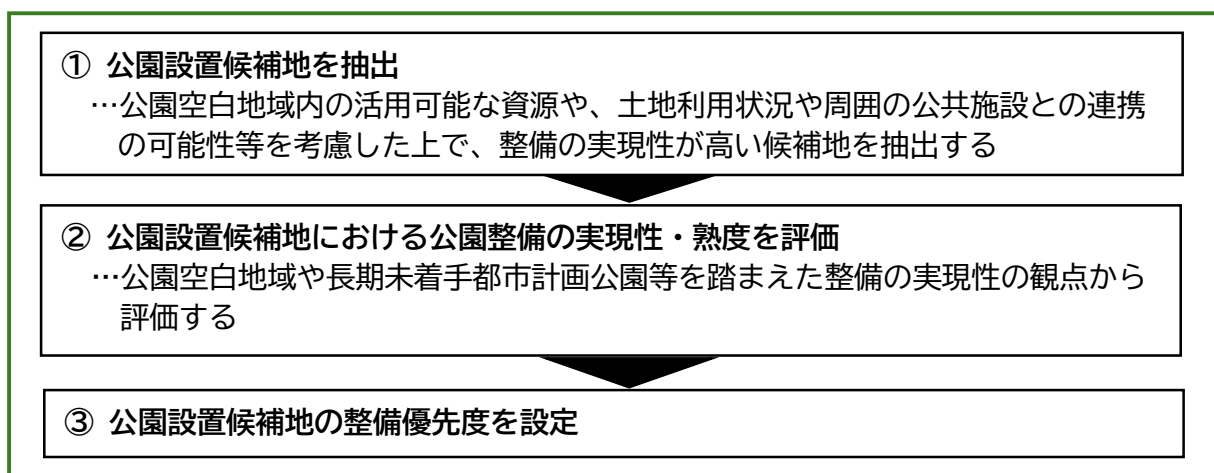 ① 公園設置候補地を抽出
…公園空白地域内の活用可能な資源や、土地利用状況や周囲の公共施設との連携
の可能性等を考慮した上で、整備の実現性が高い候補地を抽出する
② 公園設置候補地における公園整備の実現性・熟度を評価
…公園空白地域や長期未着手都市計画公園等を踏まえた整備の実現性の観点から
評価する
③ 公園設置候補地の整備優先度を設定